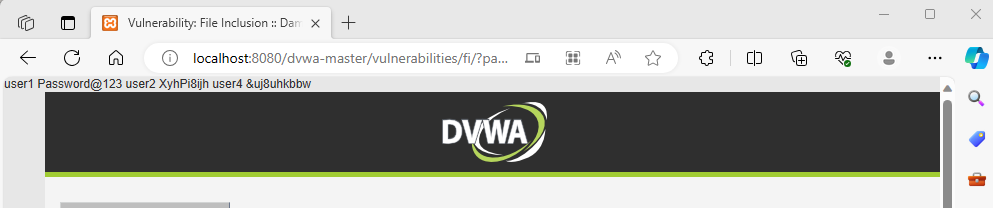 Vulnerability: File Inclusion :: Dam
localhost:8080/dvwa-master/vulnerabilities/fi/?pa...
user1 Password@123 user2 XyhPi8ijh user4 &uj8uhkbbw
DVWA